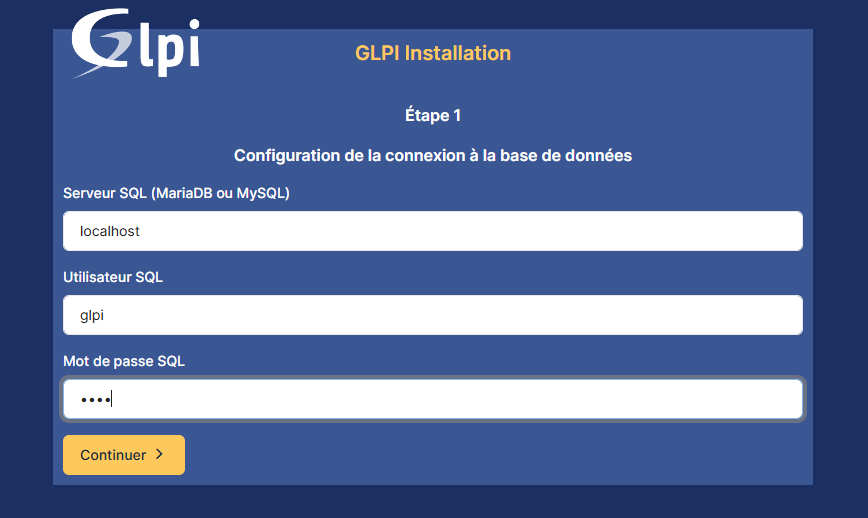 Glpi
GLPI Installation
Étape 1
Configuration de la connexion à la base de données
Serveur SQL (MariaDB ou MySQL)
localhost
Utilisateur SQL
glpi
Mot de passe SQL
••••
Continuer